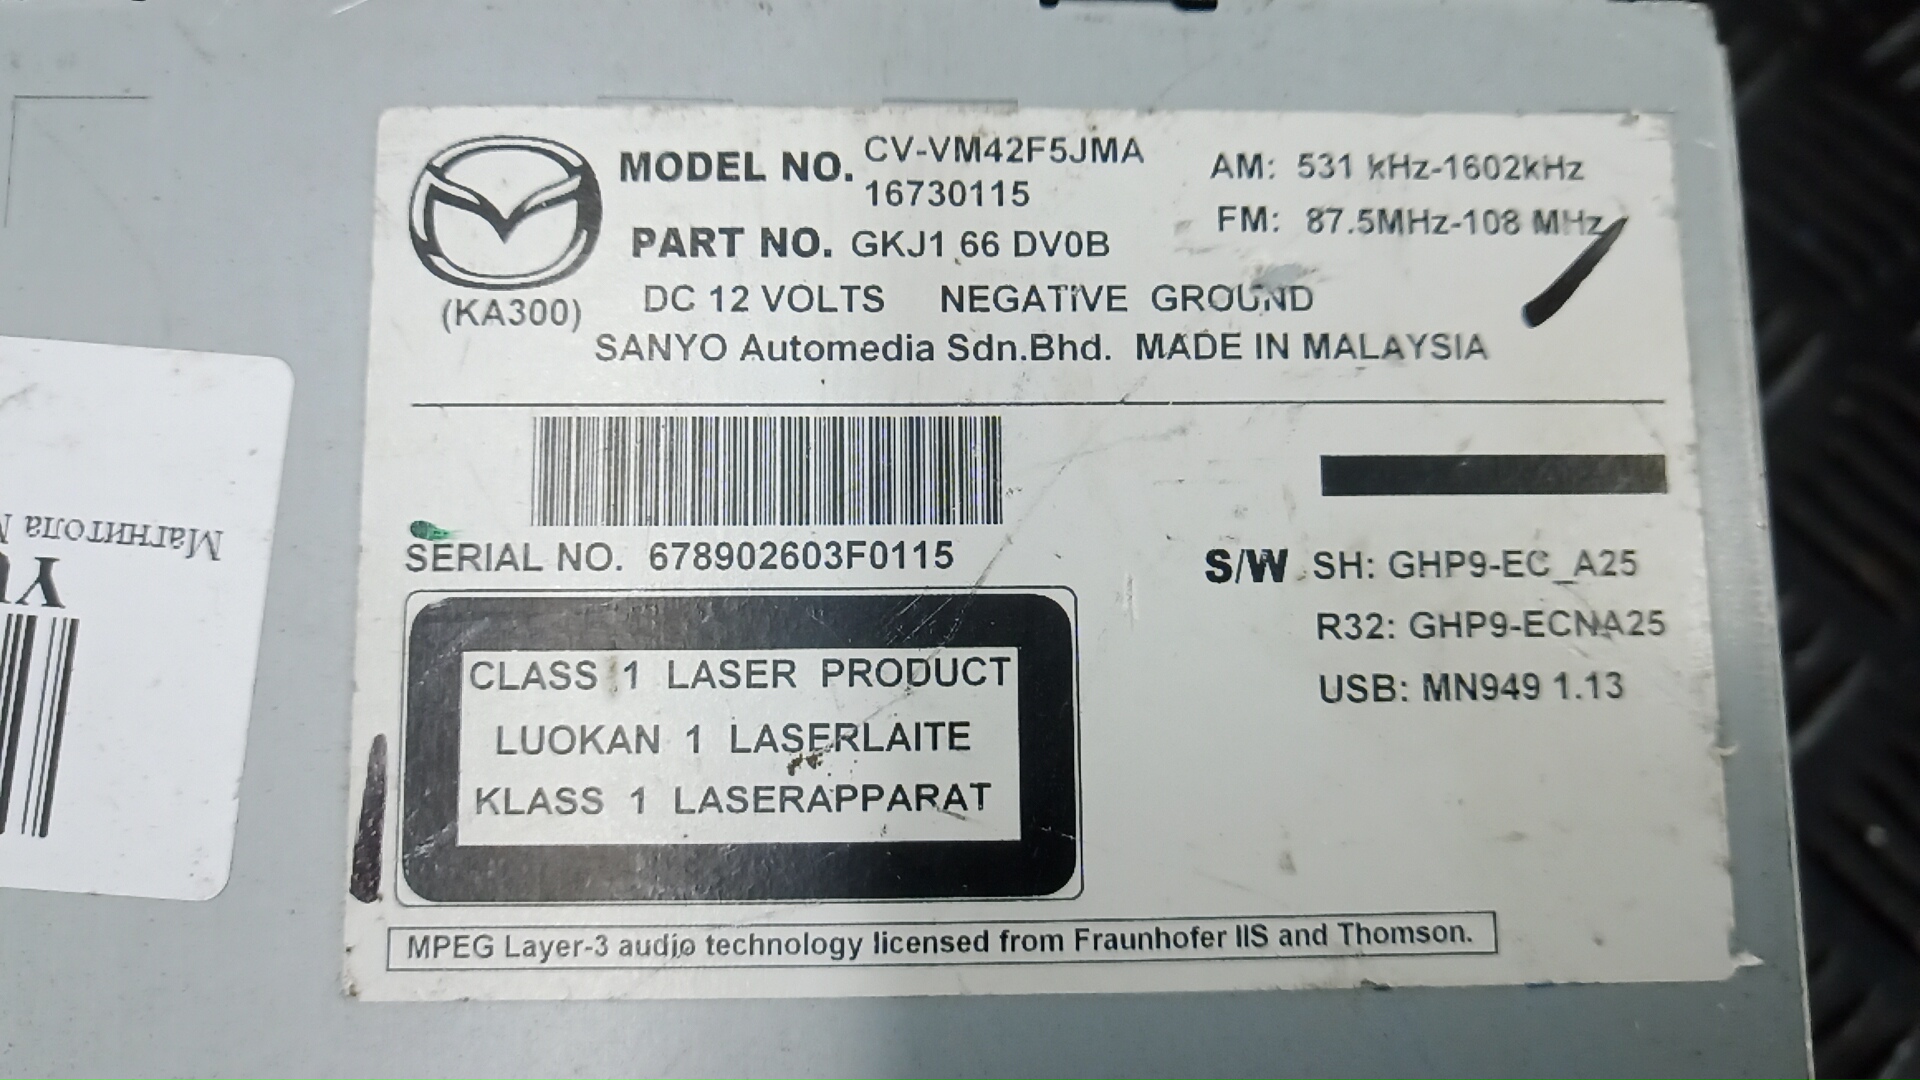 MODEL NO. CV-VM42F5JMA
16730115
PART NO. GKJ1 66 DV0B
(KA300)
DC 12 VOLTS NEGATIVE GROUND
SANYO Automedia Sdn.Bhd. MADE IN MALAYSIA
AM: 531 kHz-1602kHz
FM: 87.5MHz-108 MHz
SERIAL NO. 678902603F0115
S/W SH: GHP9-EC_A25
R32: GHP9-ECNA25
USB: MN949 1.13
CLASS 1 LASER PRODUCT
LUOKAN 1 LASERLAITE
KLASS 1 LASERAPPARAT
MPEG Layer-3 audio technology licensed from Fraunhofer IIS and Thomson.
Магнитола